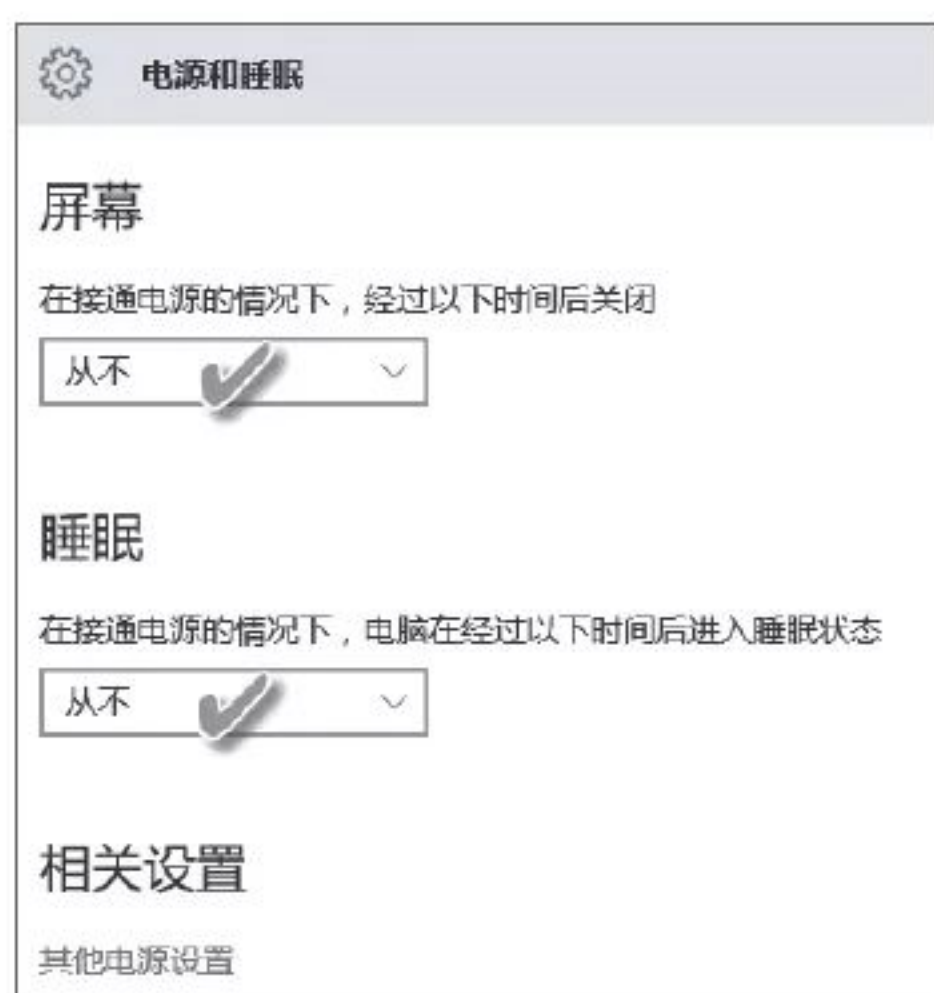 电源和睡眠
屏幕
在接通电源的情况下，经过以下时间后关闭
从不
睡眠
在接通电源的情况下，电脑在经过以下时间后进入睡眠状态
从不
相关设置
其他电源设置